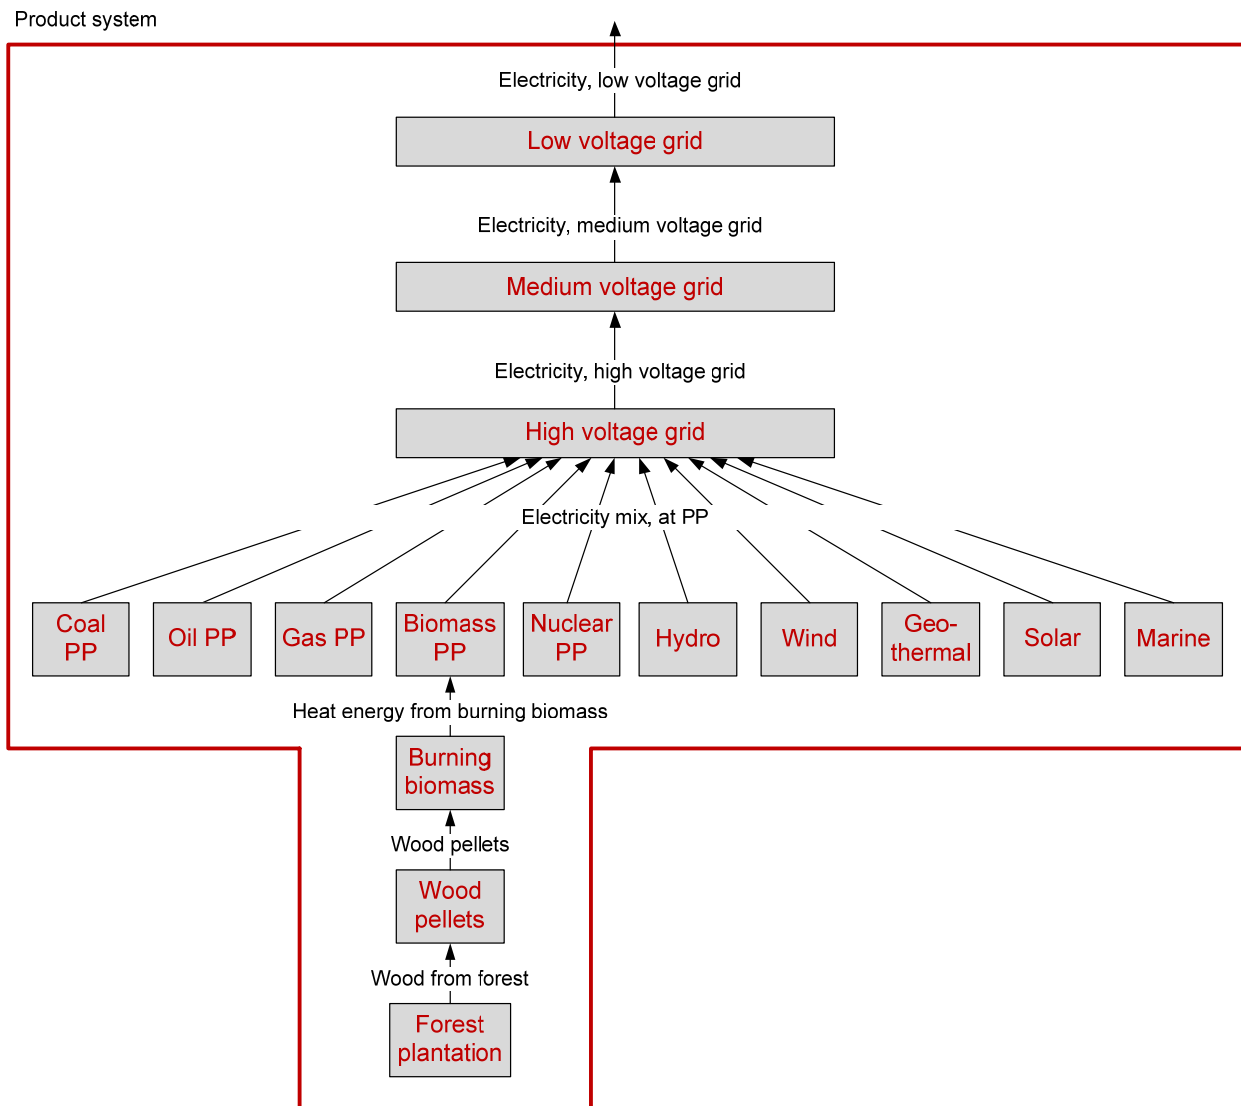 Product system
Electricity, low voltage grid
Low voltage grid
Electricity, medium voltage grid
Medium voltage grid
Electricity, high voltage grid
High voltage grid
Electricity mix, at PP
Coal
PP
Oil PP
Gas PP
Biomass
PP
Nuclear
PP
Hydro
Wind
Geo-
thermal
Solar
Marine
Heat energy from burning biomass
Burning
biomass
Wood pellets
Wood
pellets
Wood from forest
Forest
plantation